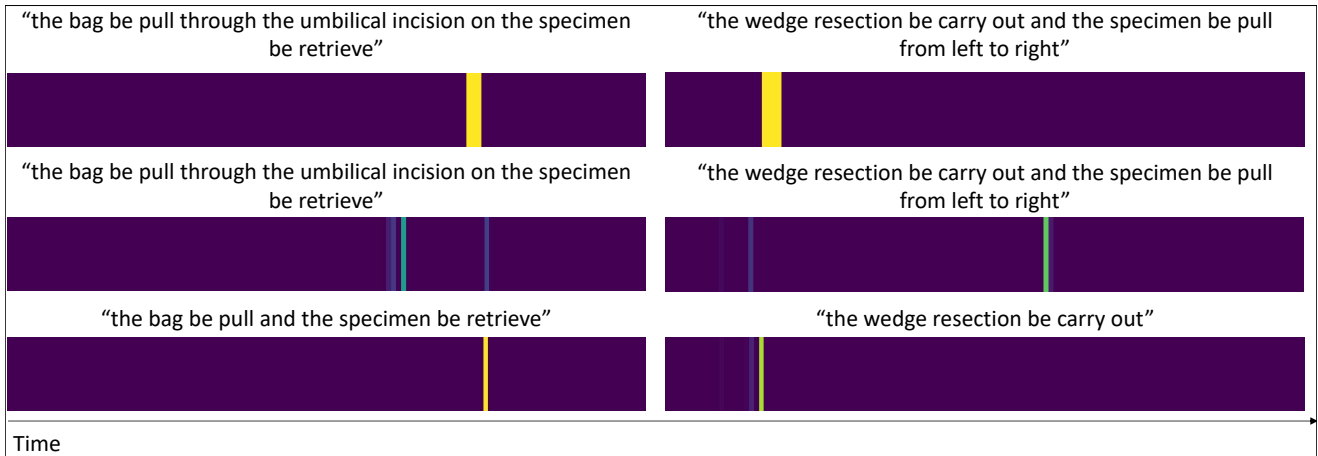 “the bag be pull through the umbilical incision on the specimen
be retrieve”
“the wedge resection be carry out and the specimen be pull
from left to right”
“the bag be pull through the umbilical incision on the specimen
be retrieve”
“the wedge resection be carry out and the specimen be pull
from left to right”
“the bag be pull and the specimen be retrieve”
“the wedge resection be carry out”
Time